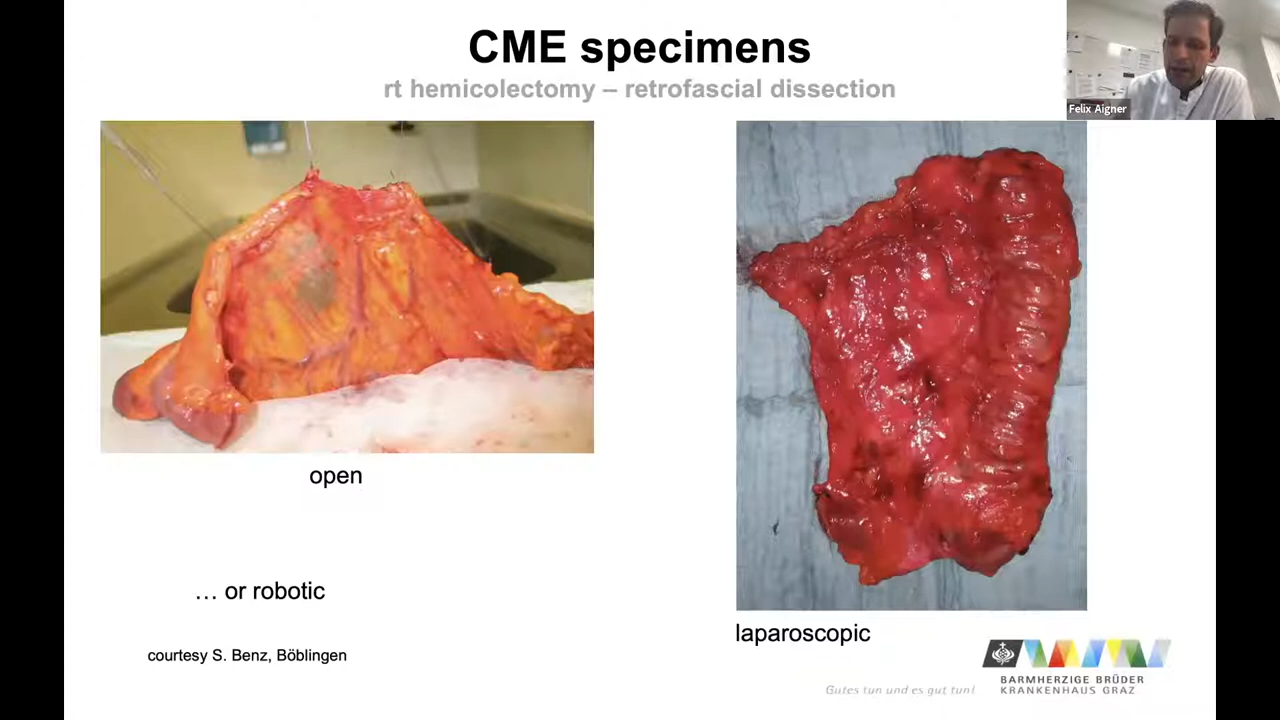 CME specimens
rt hemicolectomy – retrofascial dissection
Felix Aigner
open
… or robotic
laparoscopic
courtesy S. Benz, Böblingen
Gutes tun und es gut tun!
BARMHERZIGE BRÜDER
KRANKENHAUS GRAZ